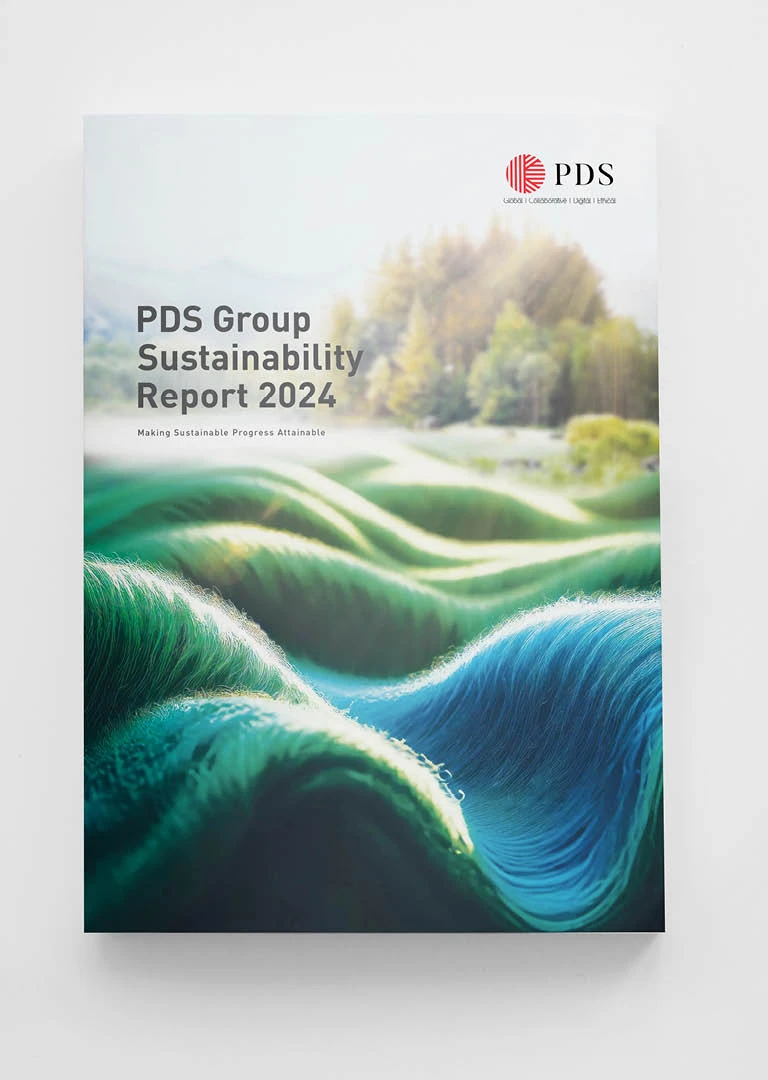 PDS
Global | Collaborative | Digital | Ethical
PDS Group
Sustainability
Report 2024
Making Sustainable Progress Attainable